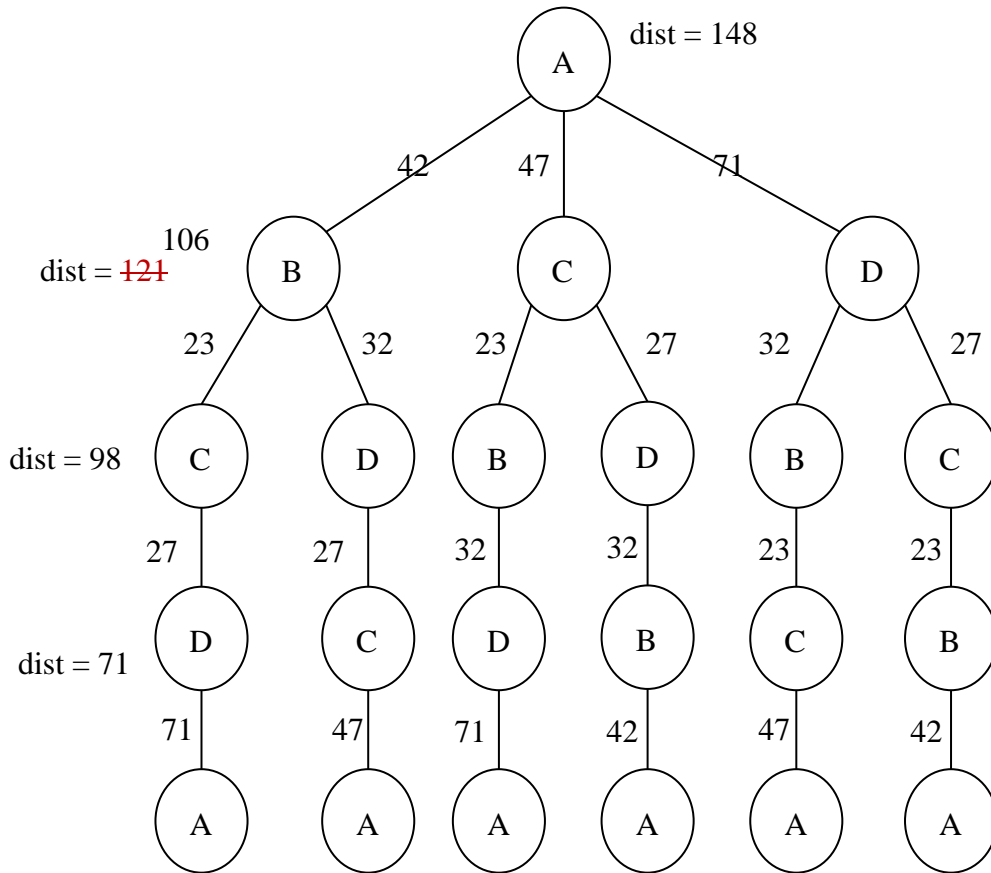 dist = 148
A
42 47 71
106
dist = 121 B C D
23 32 23 27 32 27
dist = 98 C D B D B C
27 27 32 32 23 23
D C D B C B
dist = 71
71 47 71 42 47 42
A A A A A A